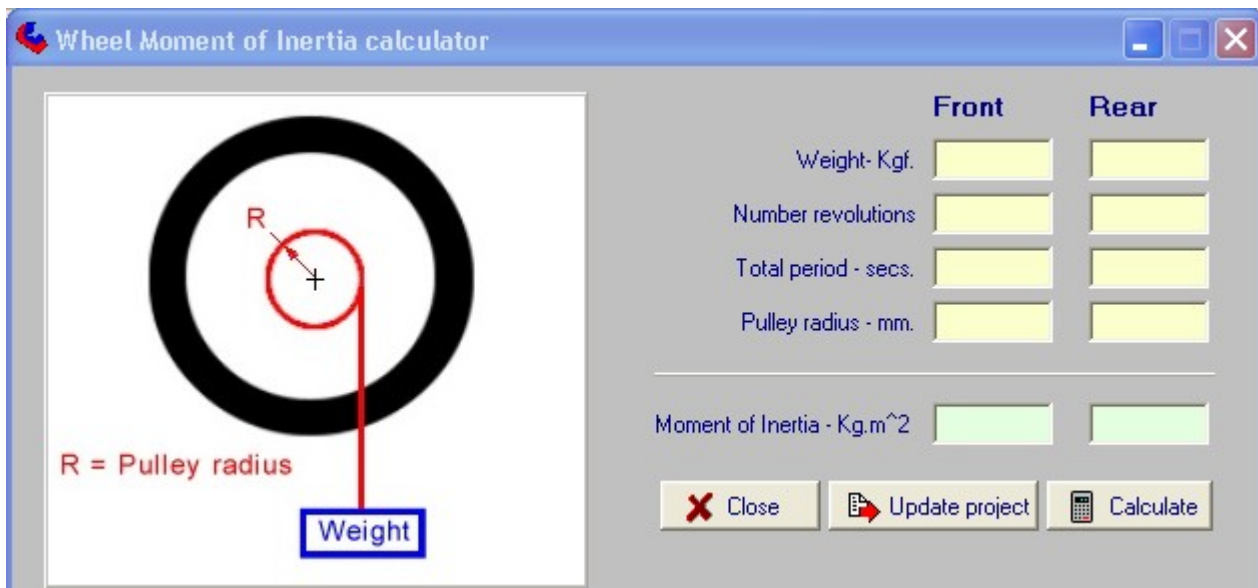 Wheel Moment of Inertia calculator
R
R = Pulley radius
Weight
Front Rear
Weight- Kgf.
Number revolutions
Total period - secs.
Pulley radius - mm.
Moment of Inertia - Kg.m^2
Close Update project Calculate